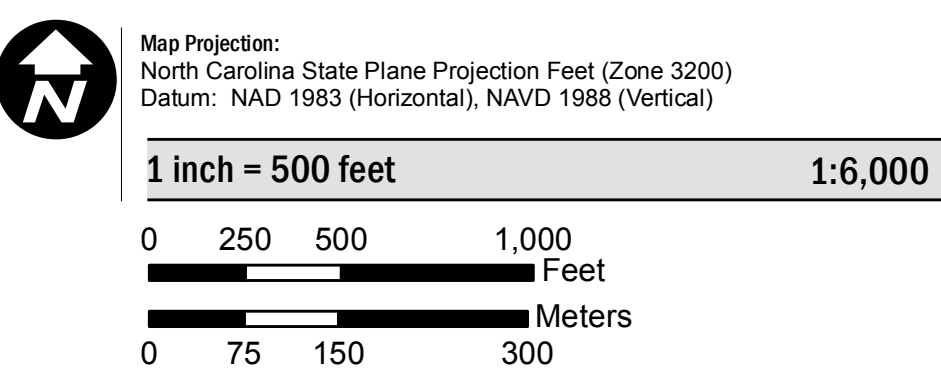 N
Map Projection:
North Carolina State Plane Projection Feet (Zone 3200)
Datum: NAD 1983 (Horizontal), NAVD 1988 (Vertical)
1 inch = 500 feet 1:6,000
0 250 500 1,000
Feet
Meters
0 75 150 300